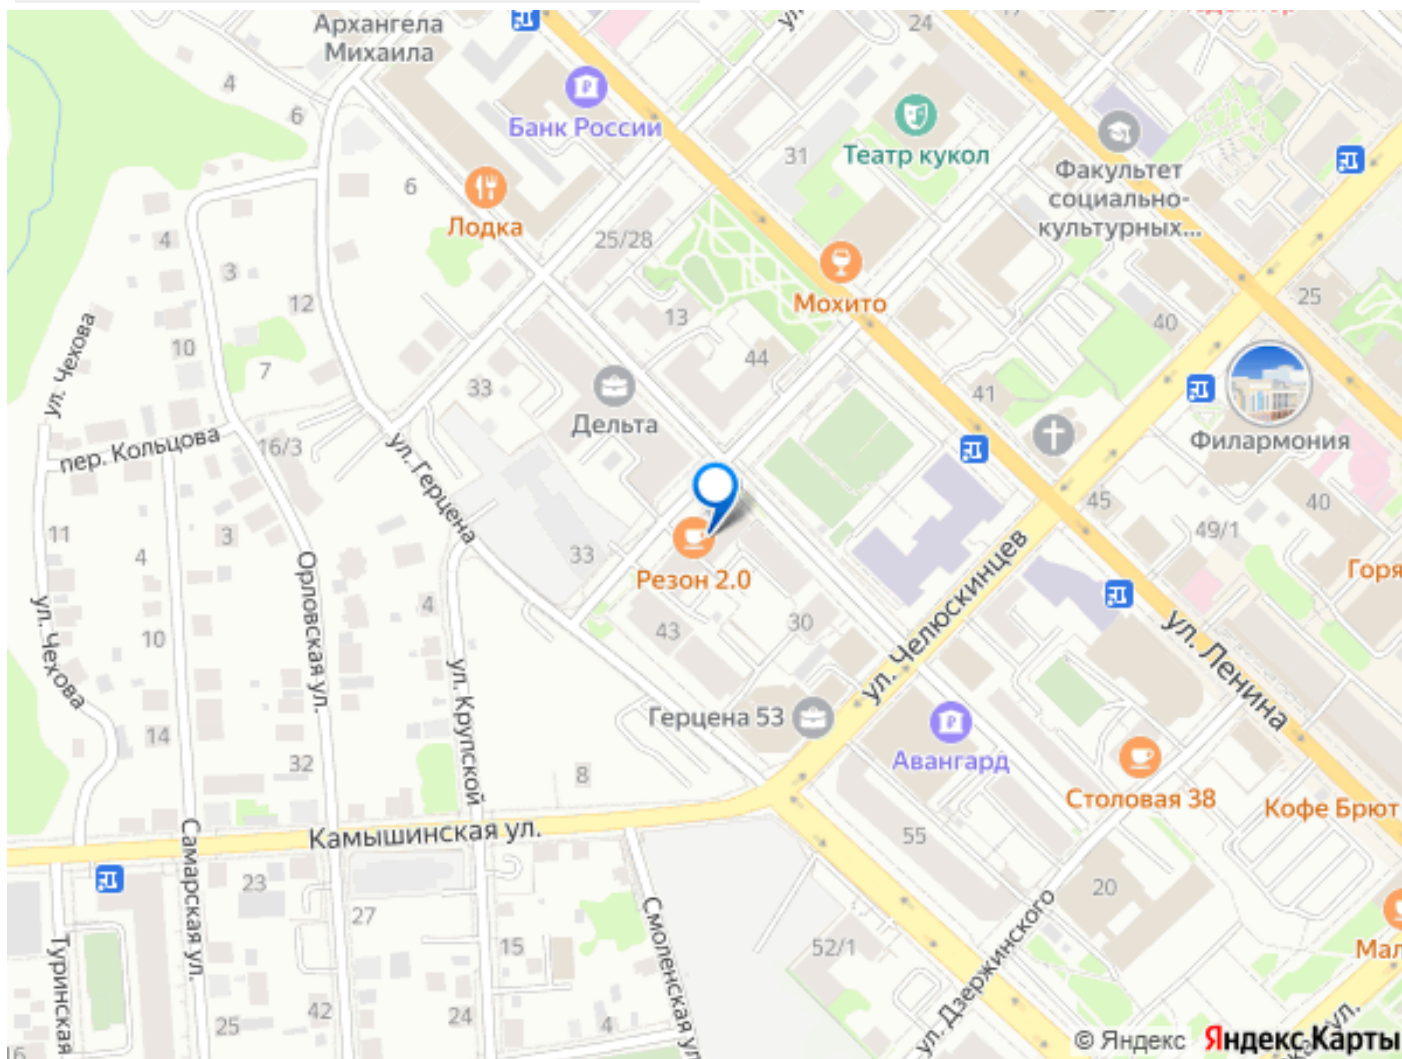 Архангела
Михаила
24
4
Банк России
6
31
Театр кукол
Факультет
социально-
культурных...
6
Лодка
4
25/28
3
12
Мохито
25
ул. Чехова
13
40
10
44
7
33
41
Дельта
Филармония
16/3
пер. Кольцова
ул. Герцена
45
40
49/1
11
3
4
33
Резон 2.0
Горя
Орловская ул.
ул. Челюскинцев
4
ул. Чехова
10
43
30
ул. Ленина
ул. Крупской
14
Герцена 53
32
8
Авангард
Столовая 38
Кофе Брют
Камышинская ул.
Самарская ул.
55
23
20
27
Смоленская ул
15
52/1
Туринская
ул. Дзержинского
Мал
42
24
25
4
ул.
© Яндекс Яндекс Карты